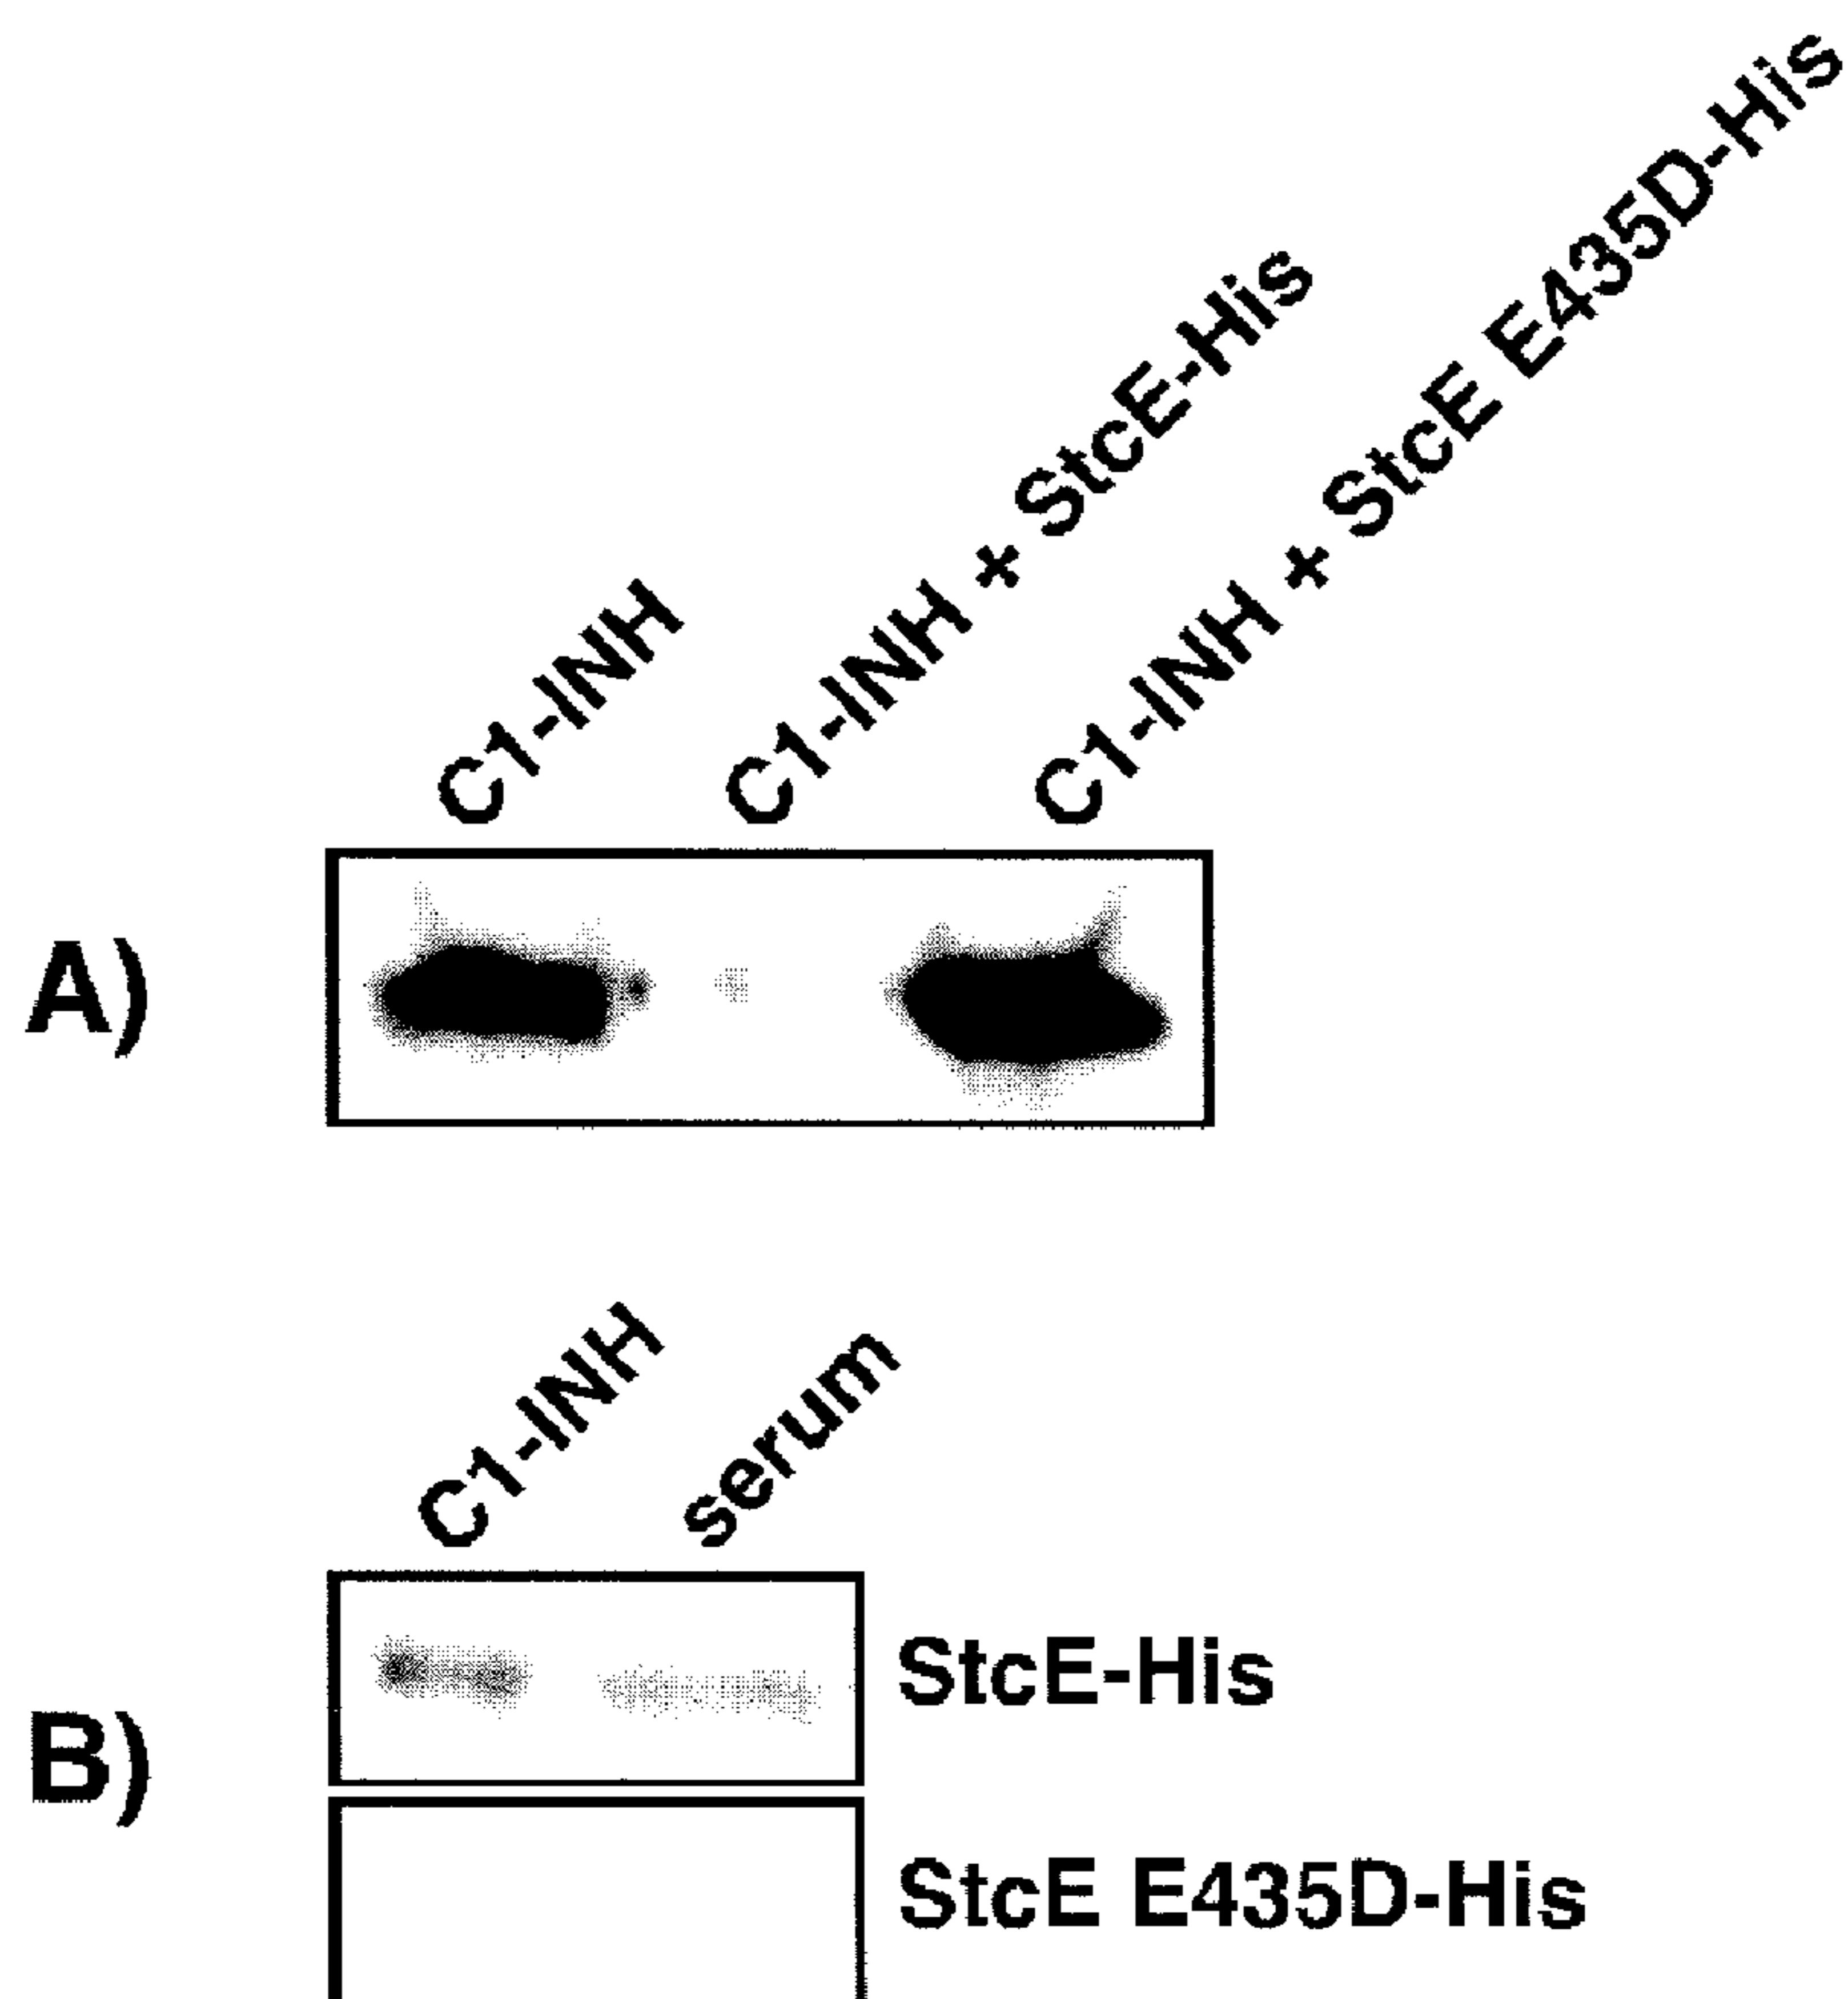 C1-INH
C1-INH + StcE-His
C1-INH + StcE E435D-His
A)
C1-INH
serum
B)
StcE-His
StcE E435D-His